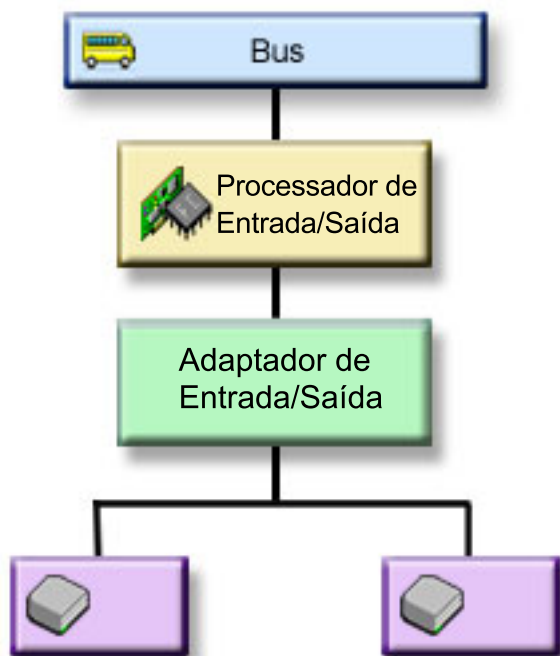 Bus
Processador de
Entrada/Saída
Adaptador de
Entrada/Saída